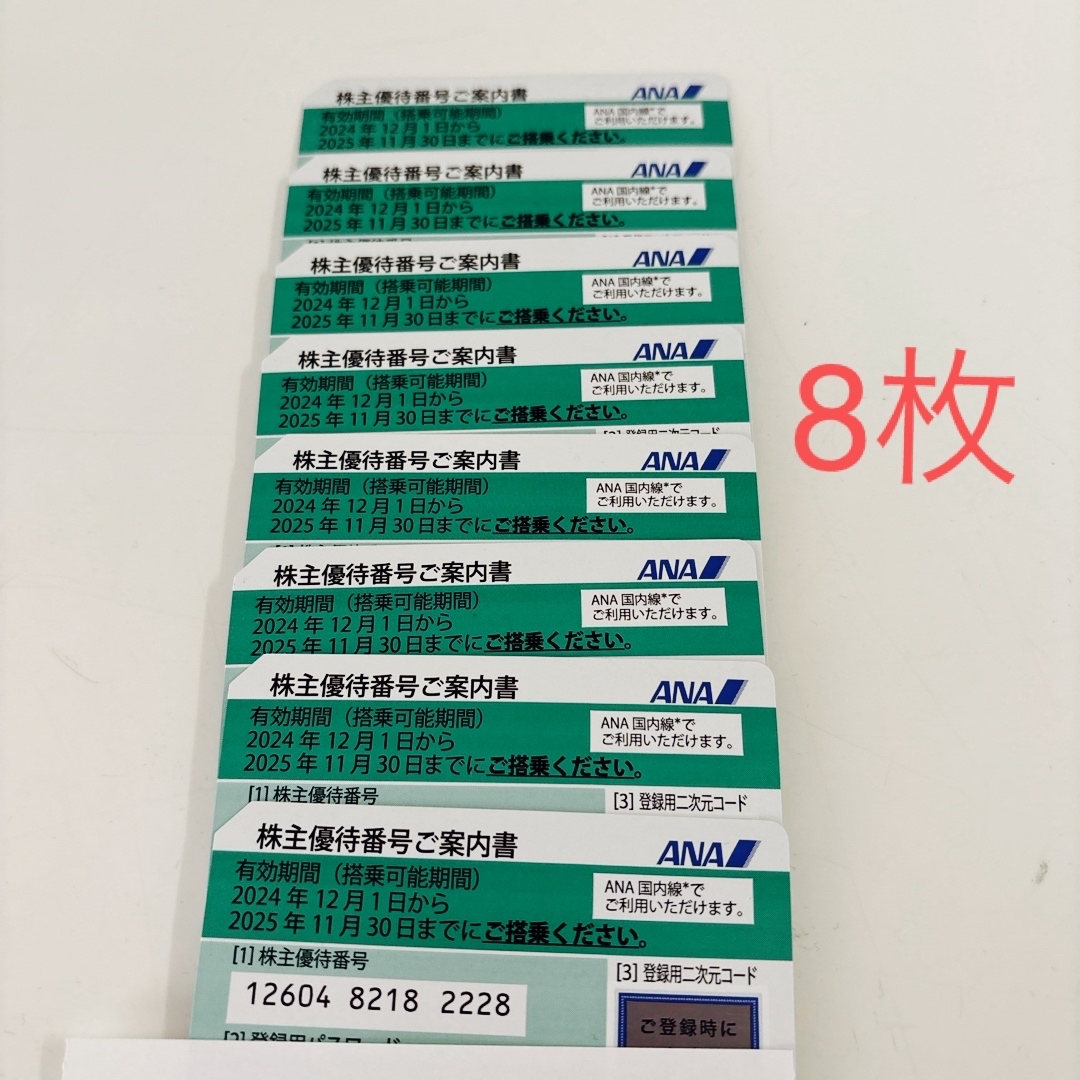 株主優待番号ご案内書
ANA
有効期間（搭乗可能期間）
2024年12月1日から
2025年11月30日までにご搭乗ください。
ANA国内線*で
ご利用いただけます。
株主優待番号ご案内書
ANA
有効期間（搭乗可能期間）
2024年12月1日から
2025年11月30日までにご搭乗ください。
ANA国内線*で
ご利用いただけます。
株主優待番号ご案内書
ANA
有効期間（搭乗可能期間）
2024年12月1日から
2025年11月30日までにご搭乗ください。
ANA国内線*で
ご利用いただけます。
株主優待番号ご案内書
ANA
有効期間（搭乗可能期間）
2024年12月1日から
2025年11月30日までにご搭乗ください。
ANA国内線*で
ご利用いただけます。
[3] 登録用二次元コード
8枚
株主優待番号ご案内書
ANA
有効期間（搭乗可能期間）
2024年12月1日から
2025年11月30日までにご搭乗ください。
ANA国内線*で
ご利用いただけます。
株主優待番号ご案内書
ANA
有効期間（搭乗可能期間）
2024年12月1日から
2025年11月30日までにご搭乗ください。
ANA国内線*で
ご利用いただけます。
株主優待番号ご案内書
ANA
有効期間（搭乗可能期間）
2024年12月1日から
2025年11月30日までにご搭乗ください。
ANA国内線*で
ご利用いただけます。
[1] 株主優待番号
[3] 登録用二次元コード
株主優待番号ご案内書
ANA
有効期間（搭乗可能期間）
2024年12月1日から
2025年11月30日までにご搭乗ください。
ANA国内線*で
ご利用いただけます。
[1] 株主優待番号
12604 8218 2228
[3] 登録用二次元コード
ご登録時に
[2] 登録用パスワード